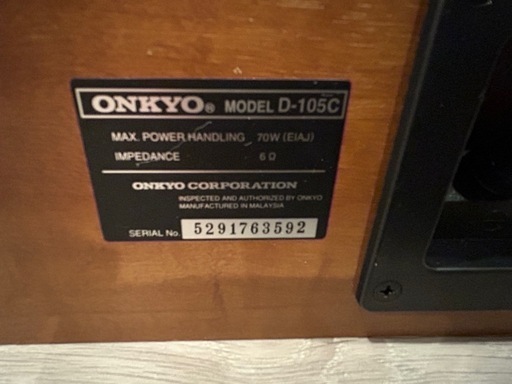 ONKYO® MODEL D-105C
MAX. POWER HANDLING 70W (EIAJ)
IMPEDANCE 6 Ω
ONKYO CORPORATION
INSPECTED AND AUTHORIZED BY ONKYO
MANUFACTURED IN MALAYSIA
SERIAL No. 5291763592